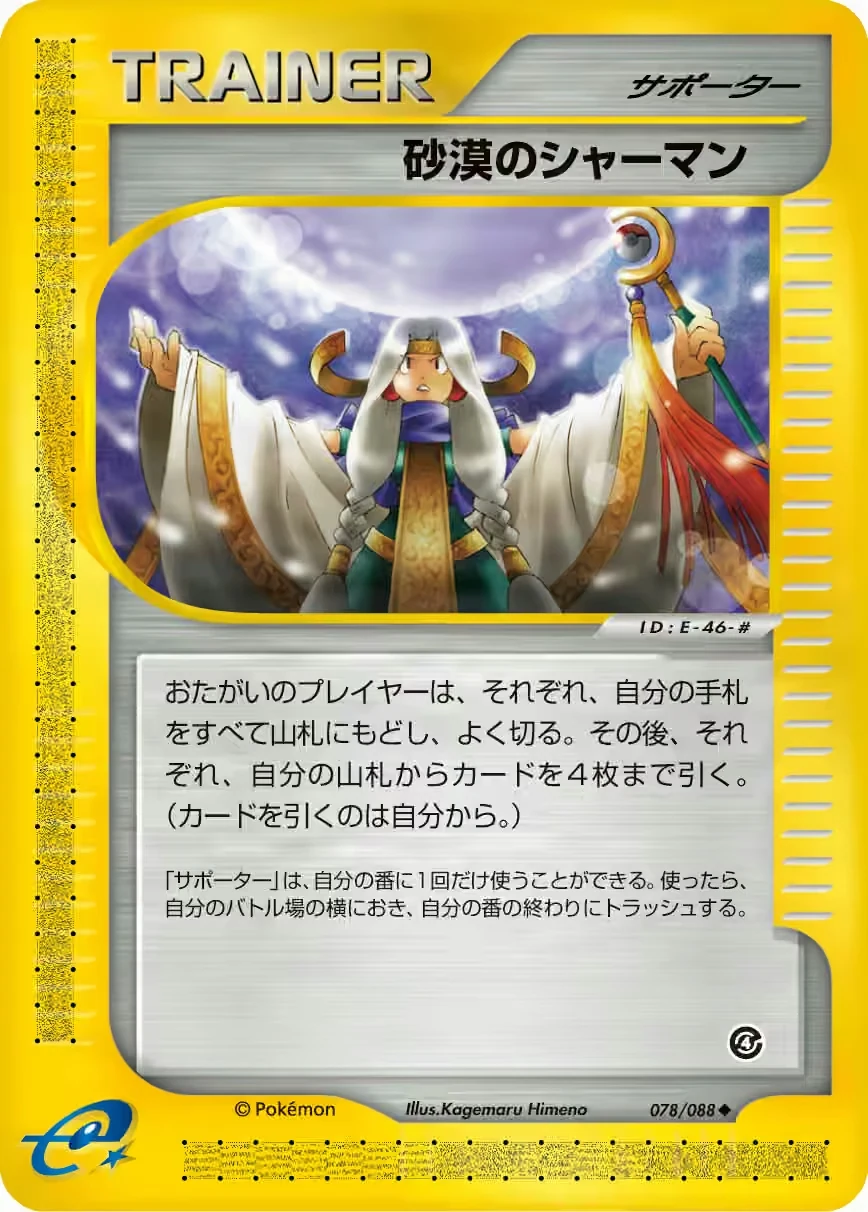 TRAINER
サポーター
砂漠のシャーマン
ID:E-46-#
おたがいのプレイヤーは、それぞれ、自分の手札
をすべて山札にもどし、よく切る。その後、それ
ぞれ、自分の山札からカードを4枚まで引く。
(カードを引くのは自分から。)
「サポーター」は、自分の番に1回だけ使うことができる。使ったら、
自分のバトル場の横におき、自分の番の終わりにトラッシュする。
4
© Pokémon
Illus.Kagemaru Himeno
078/088◆
e